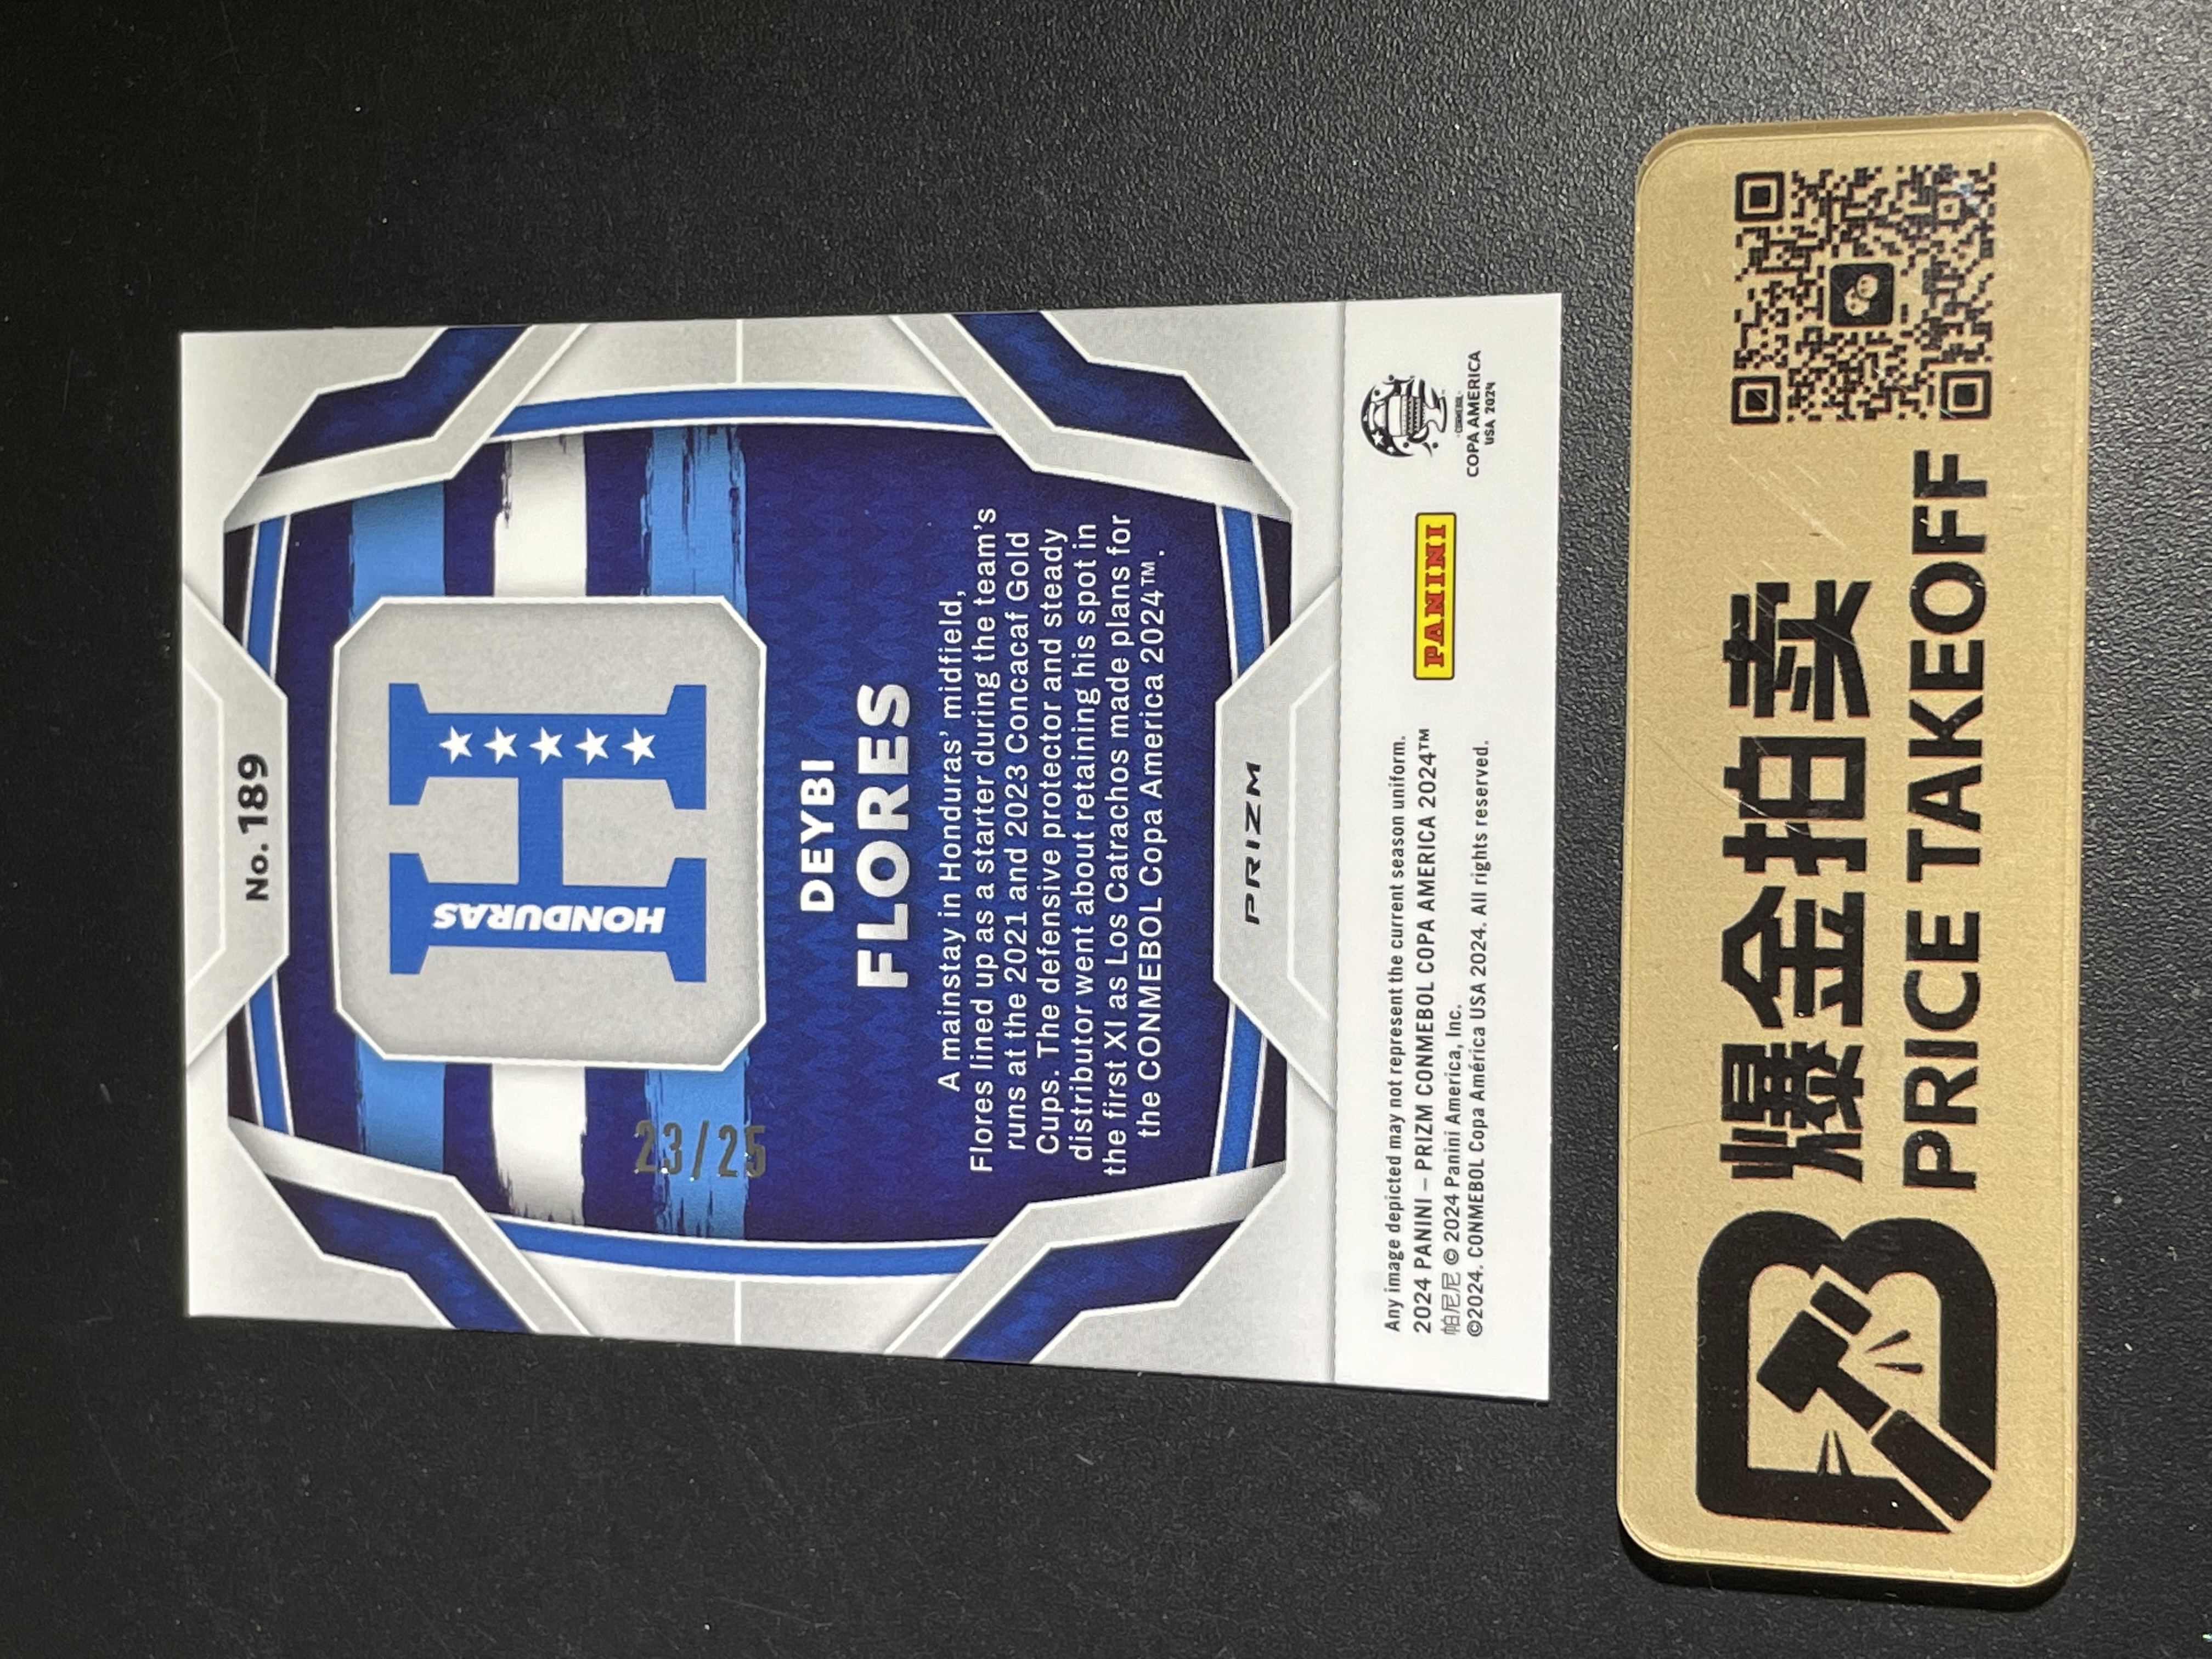 No. 189
HONDURAS
23/25
DEYBI
FLORES
A mainstay in Honduras' midfield,
Flores lined up as a starter during the team's
runs at the 2021 and 2023 Concacaf Gold
Cups. The defensive protector and steady
distributor went about retaining his spot in
the first XI as Los Catrachos made plans for
the CONMEBOL Copa America 2024™.
PRIZM
Any image depicted may not represent the current season uniform.
2024 PANINI – PRIZM CONMEBOL COPA AMERICA 2024™
帕尼尼 © 2024 Panini America, Inc.
©2024. CONMEBOL Copa América USA 2024. All rights reserved.
PANINI
CONMEBOL
COPA AMERICA
USA 2024
爆金拍卖
PRICE TAKEOFF